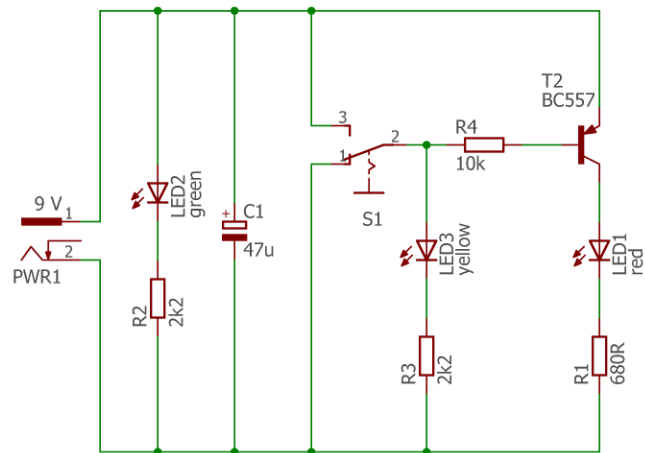 T2
BC557
3
2
1
R4
10k
S1
9 V
1
2
PWR1
LED2
green
+
C1
47u
LED3
yellow
LED1
red
R2
2k2
R3
2k2
R1
680R